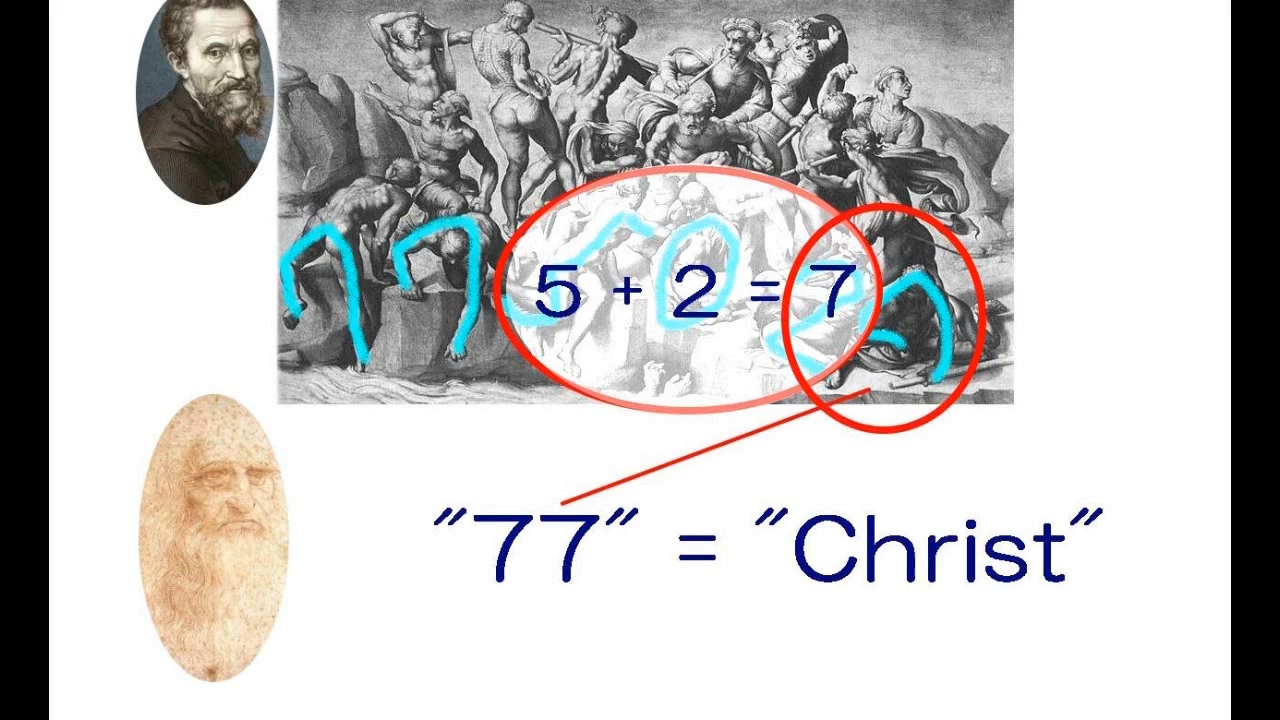 5 + 2 = 7
"77" = "Christ"